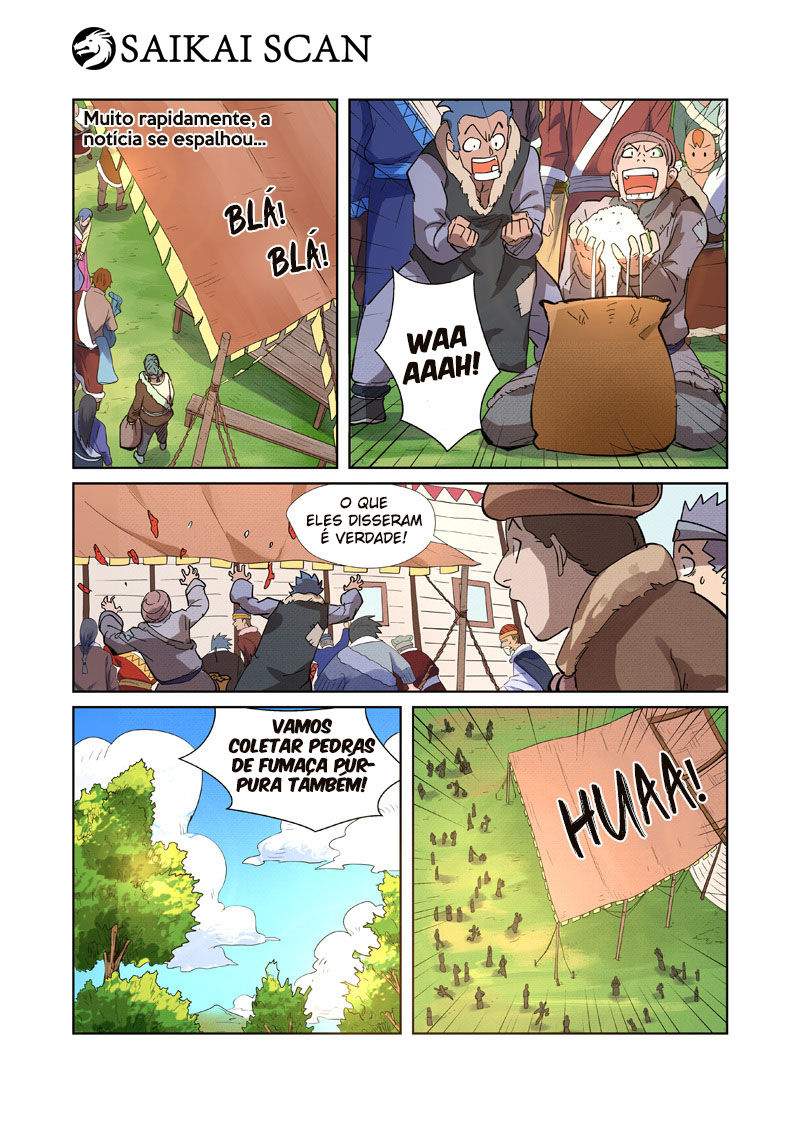 SAIKAI SCAN
Muito rapidamente, a
notícia se espalhou...
BLÁ!
BLÁ!
WAA
AAAH!
O QUE
ELES DISSERAM
É VERDADE!
VAMOS
COLETAR PEDRAS
DE FUMAÇA PÚR-
PURA TAMBÉM!
HUAA!